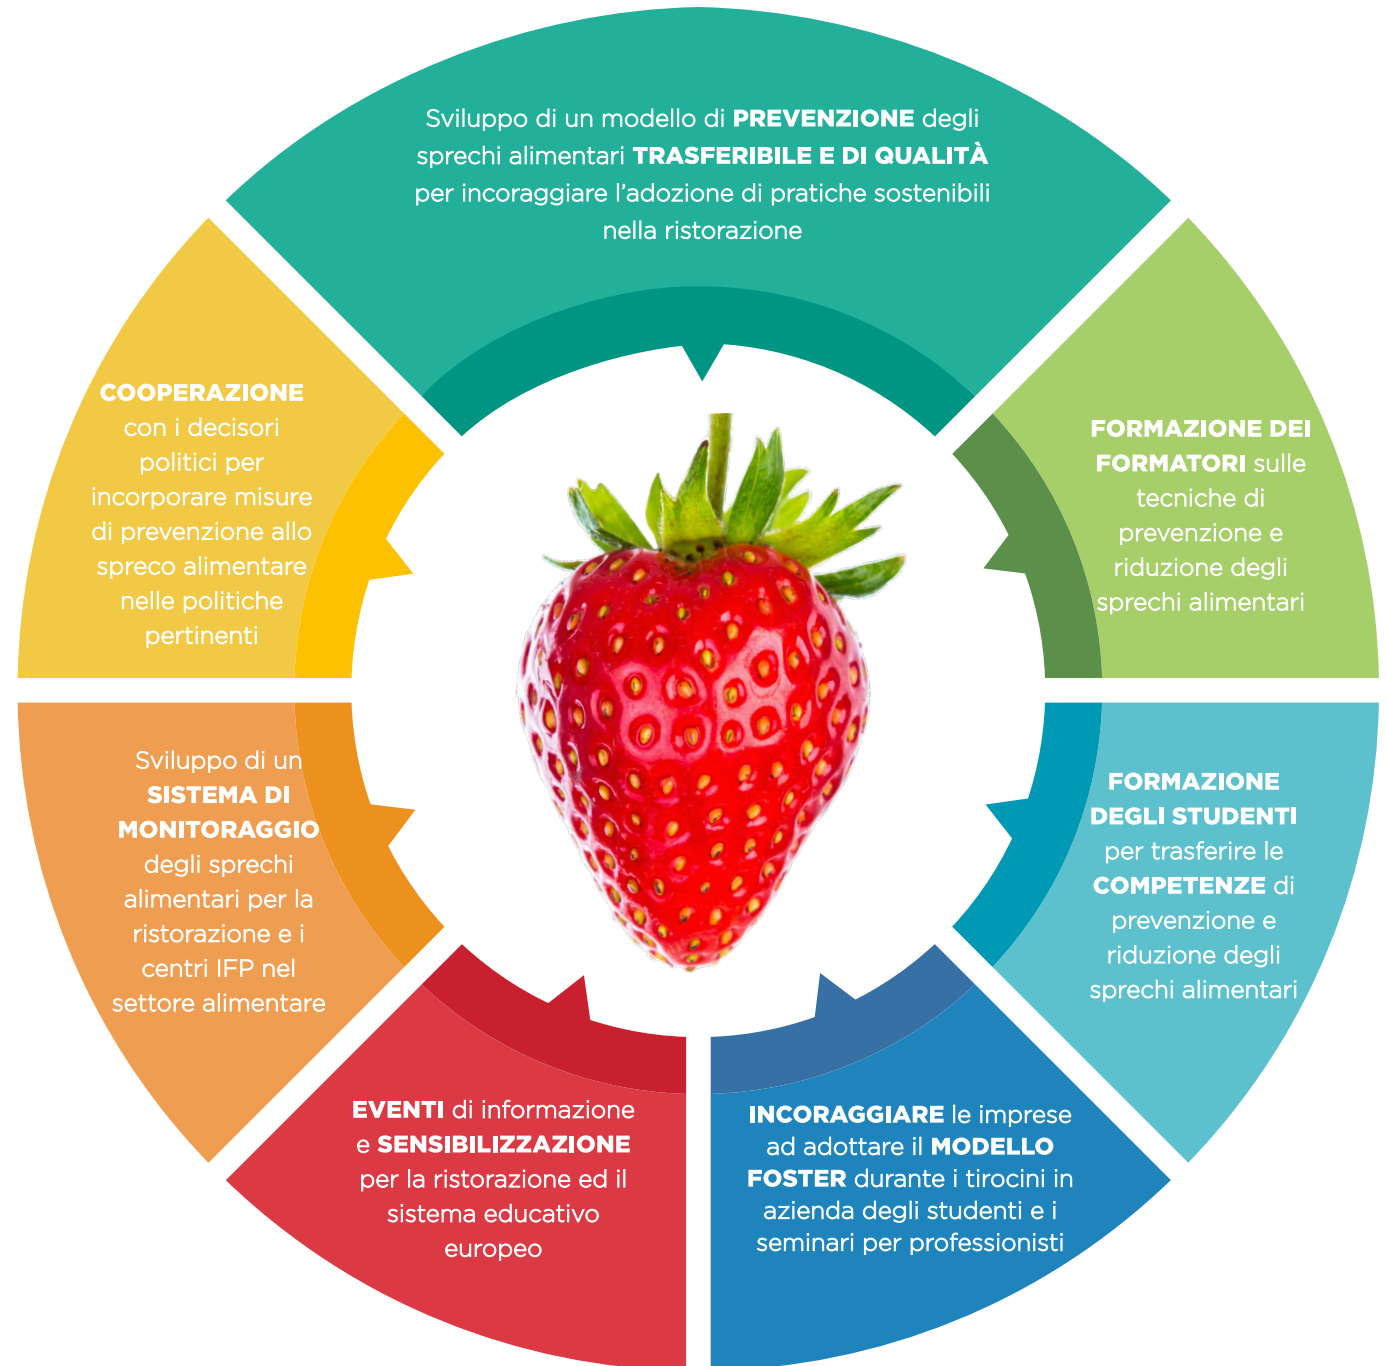 Sviluppo di un modello di PREVENZIONE degli
sprechi alimentari TRASFERIBILE E DI QUALITÀ
per incoraggiare l’adozione di pratiche sostenibili
nella ristorazione
FORMAZIONE DEI
FORMATORI sulle
tecniche di
prevenzione e
riduzione degli
sprechi alimentari
FORMAZIONE
DEGLI STUDENTI
per trasferire le
COMPETENZE di
prevenzione e
riduzione degli
sprechi alimentari
INCORAGGIARE le imprese
ad adottare il MODELLO
FOSTER durante i tirocini in
azienda degli studenti e i
seminari per professionisti
EVENTI di informazione
e SENSIBILIZZAZIONE
per la ristorazione ed il
sistema educativo
europeo
Sviluppo di un
SISTEMA DI
MONITORAGGIO
degli sprechi
alimentari per la
ristorazione e i
centri IFP nel
settore alimentare
COOPERAZIONE
con i decisori
politici per
incorporare misure
di prevenzione allo
spreco alimentare
nelle politiche
pertinenti